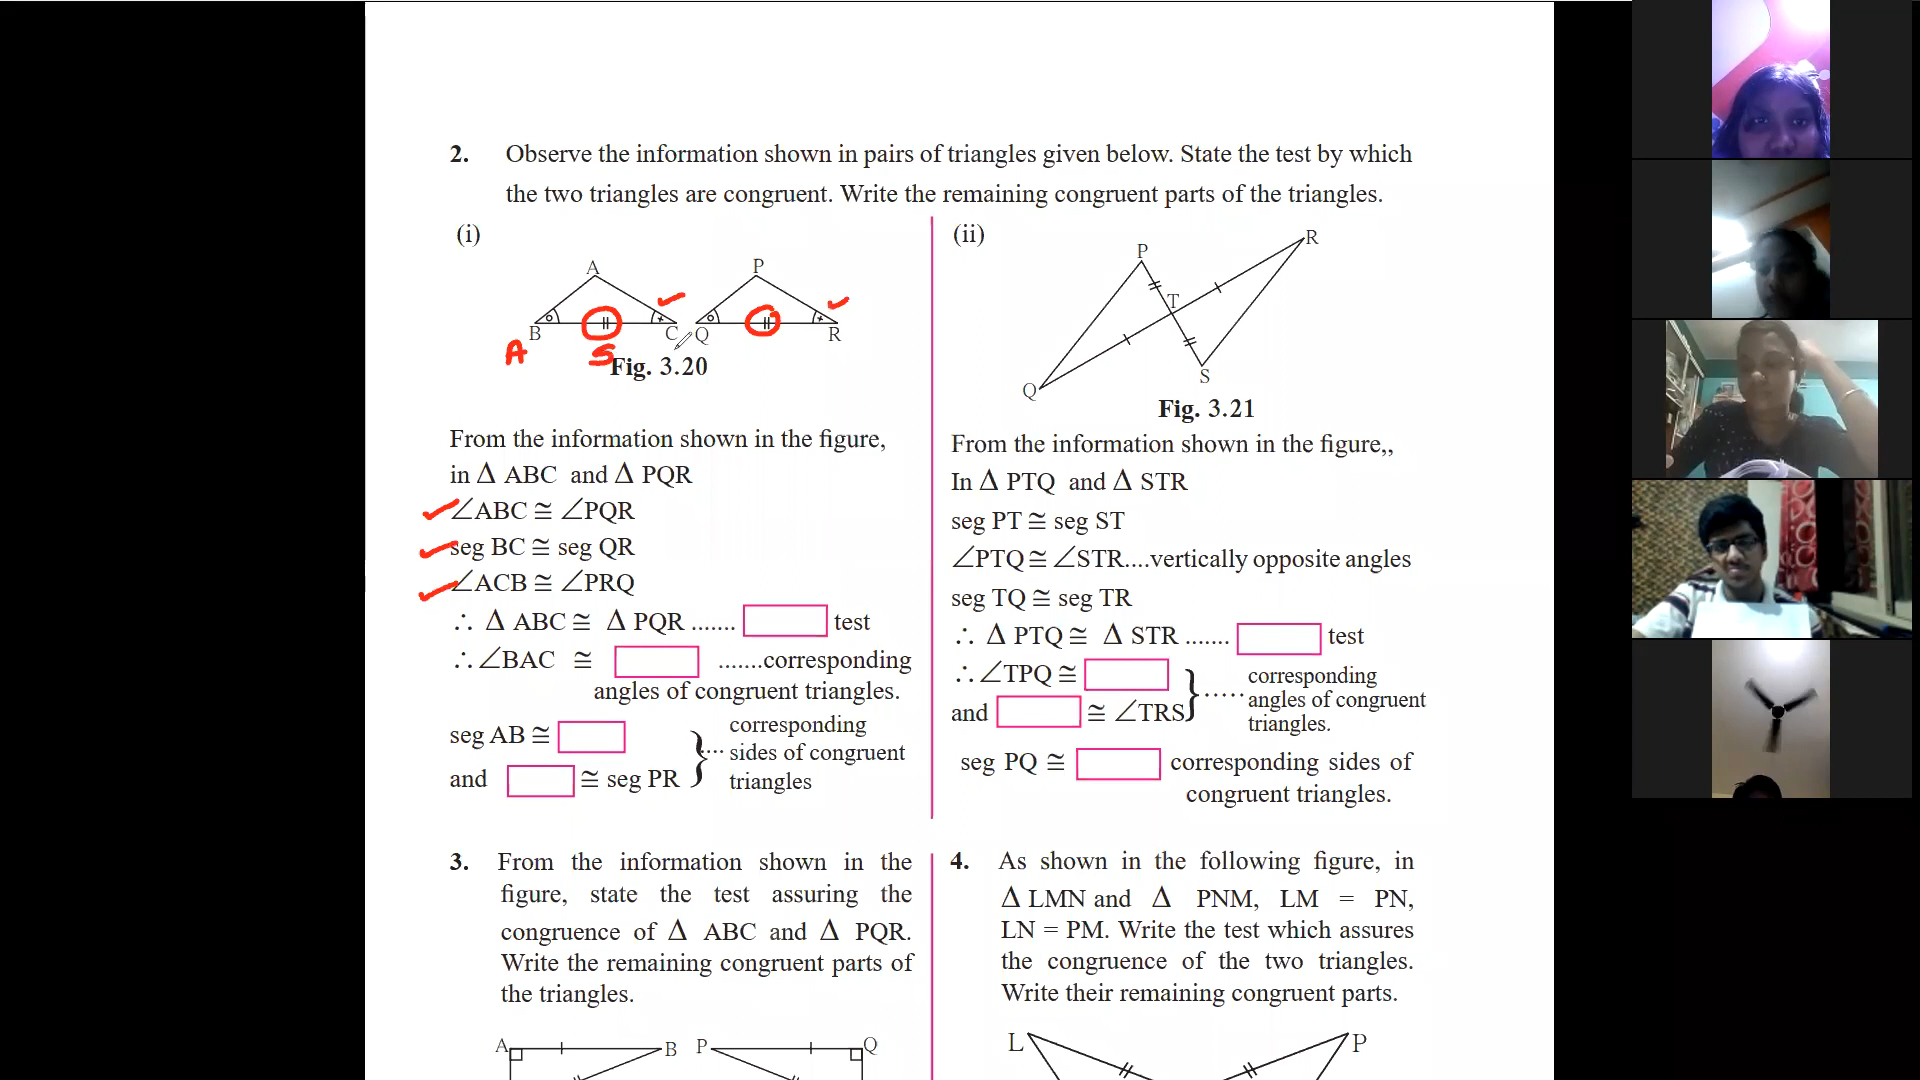 2. Observe the information shown in pairs of triangles given below. State the test by which
the two triangles are congruent. Write the remaining congruent parts of the triangles.
(i)
A
B
C
P
Q
R
A
S
Fig. 3.20
From the information shown in the figure,
in Δ ABC and Δ PQR
∠ABC ≅ ∠PQR
seg BC ≅ seg QR
∠ACB ≅ ∠PRQ
∴ Δ ABC ≅ Δ PQR ....... test
∴ ∠BAC ≅ .......corresponding
angles of congruent triangles.
seg AB ≅
and ≅ seg PR
} ....
corresponding
sides of congruent
triangles
(ii)
P
R
T
Q
S
Fig. 3.21
From the information shown in the figure,,
In Δ PTQ and Δ STR
seg PT ≅ seg ST
∠PTQ ≅ ∠STR....vertically opposite angles
seg TQ ≅ seg TR
∴ Δ PTQ ≅ Δ STR ....... test
∴ ∠TPQ ≅
and ≅ ∠TRS
} .....
corresponding
angles of congruent
triangles.
seg PQ ≅ corresponding sides of
congruent triangles.
3. From the information shown in the
figure, state the test assuring the
congruence of Δ ABC and Δ PQR.
Write the remaining congruent parts of
the triangles.
A B P Q
4. As shown in the following figure, in
Δ LMN and Δ PNM, LM = PN,
LN = PM. Write the test which assures
the congruence of the two triangles.
Write their remaining congruent parts.
L P